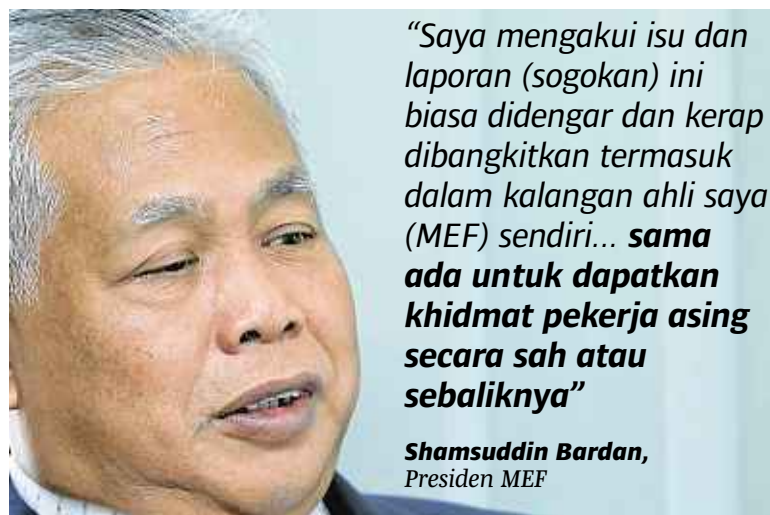 “Saya mengakui isu dan
laporan (sogokan) ini
biasa didengar dan kerap
dibangkitkan termasuk
dalam kalangan ahli saya
(MEF) sendiri... sama
ada untuk dapatkan
khidmat pekerja asing
secara sah atau
sebaliknya”
Shamsuddin Bardan,
Presiden MEF